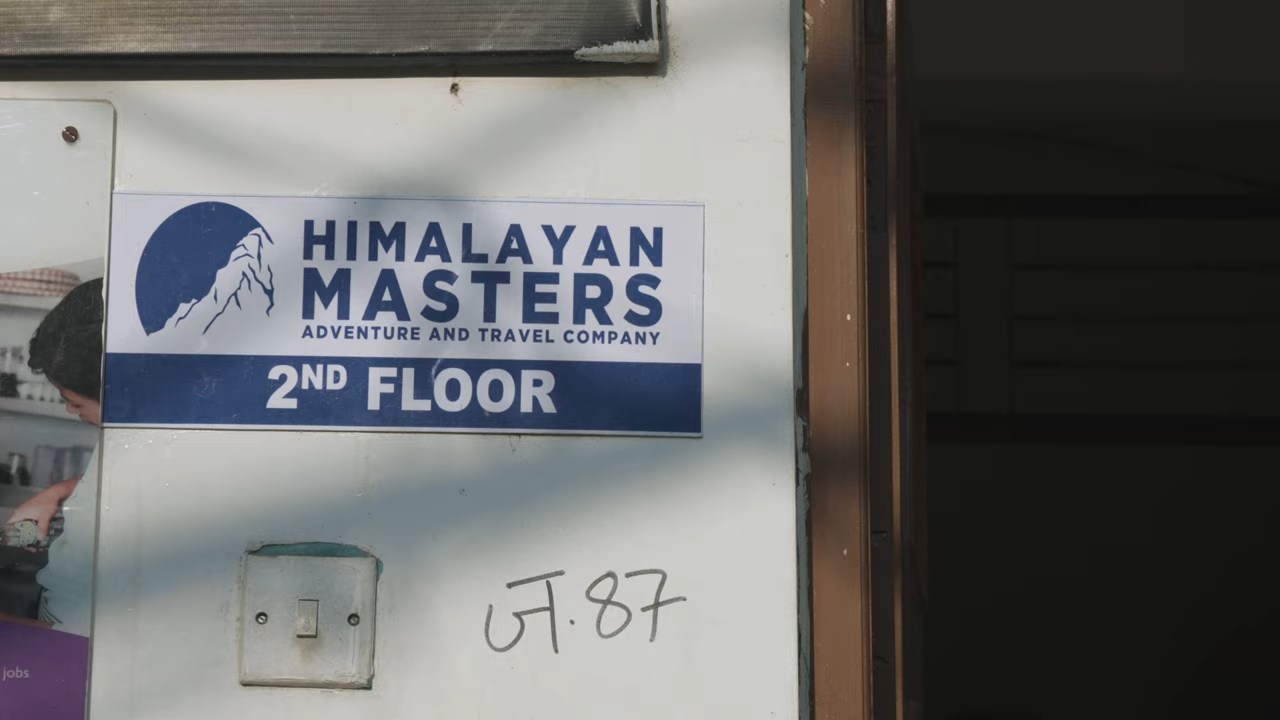 HIMALAYAN
MASTERS
ADVENTURE AND TRAVEL COMPANY
2ND FLOOR
ज.87
jobs